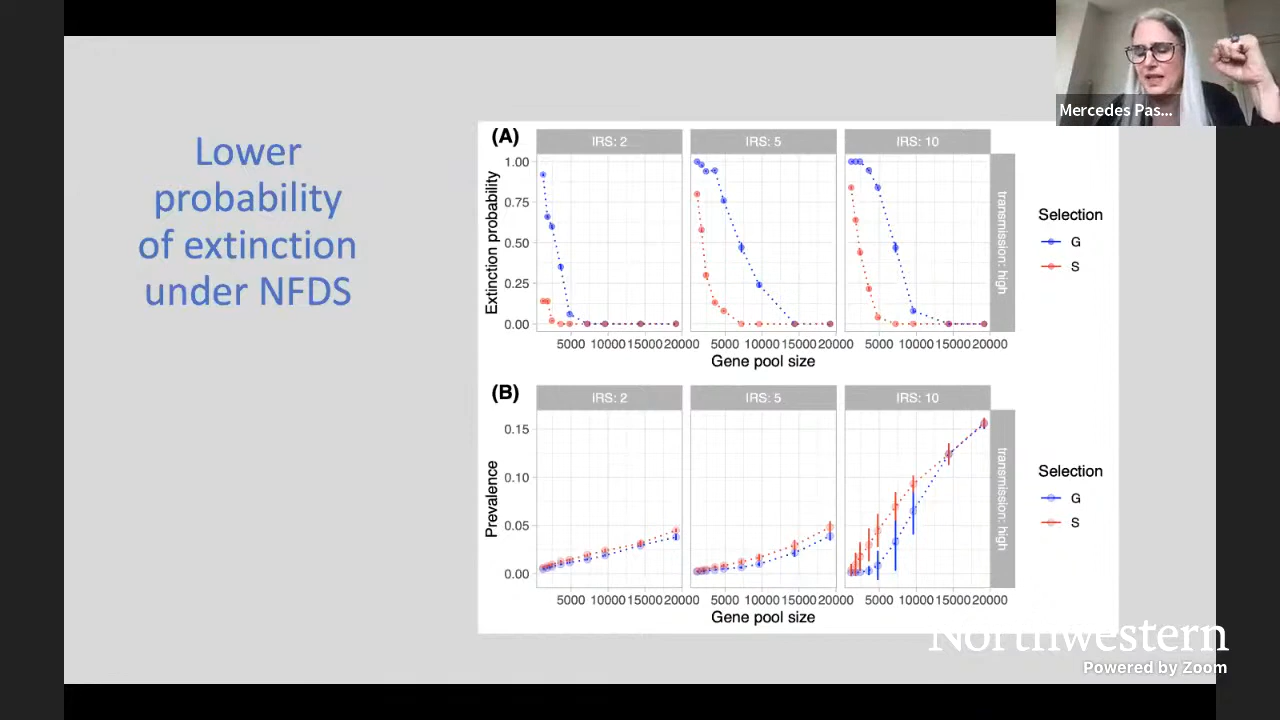 Mercedes Pas...
Lower
probability
of extinction
under NFDS
(A)
IRS: 2
IRS: 5
IRS: 10
1.00
0.75
0.50
0.25
0.00
Extinction probability
transmission: high
5000 10000 15000 20000
5000 10000 15000 20000
5000 10000 15000 20000
Gene pool size
Selection
G
S
(B)
IRS: 2
IRS: 5
IRS: 10
0.15
0.10
0.05
0.00
Prevalence
transmission: high
5000 10000 15000 20000
5000 10000 15000 20000
5000 10000 15000 20000
Gene pool size
Selection
G
S
Northwestern
Powered by Zoom